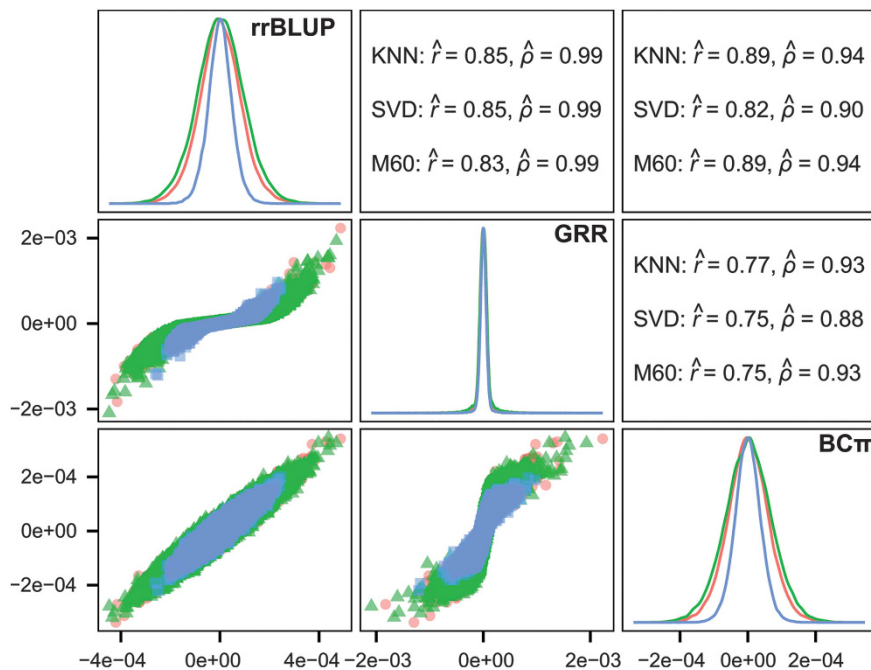 rrBLUP
KNN: r̂ = 0.85, ρ̂ = 0.99
SVD: r̂ = 0.85, ρ̂ = 0.99
M60: r̂ = 0.83, ρ̂ = 0.99
KNN: r̂ = 0.89, ρ̂ = 0.94
SVD: r̂ = 0.82, ρ̂ = 0.90
M60: r̂ = 0.89, ρ̂ = 0.94
2e−03
0e+00
−2e−03
GRR
KNN: r̂ = 0.77, ρ̂ = 0.93
SVD: r̂ = 0.75, ρ̂ = 0.88
M60: r̂ = 0.75, ρ̂ = 0.93
2e−04
0e+00
−2e−04
BCπ
−4e−04 0e+00 4e−04 −2e−03 0e+00 2e−03 −2e−04 0e+00 2e−04